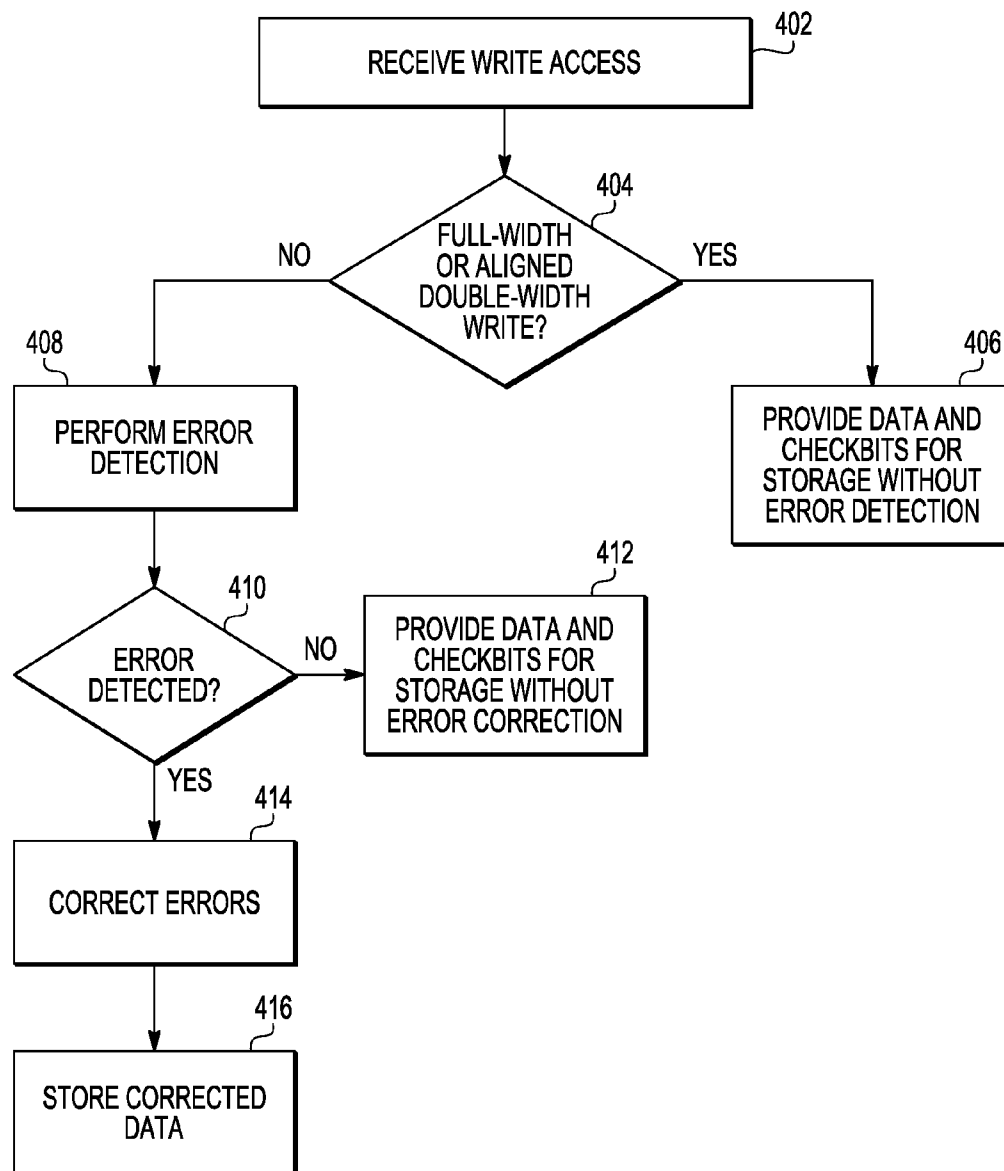 402
RECEIVE WRITE ACCESS
404
FULL-WIDTH
OR ALIGNED
DOUBLE-WIDTH
WRITE?
NO
YES
408
PERFORM ERROR
DETECTION
406
PROVIDE DATA AND
CHECKBITS FOR
STORAGE WITHOUT
ERROR DETECTION
410
ERROR
DETECTED?
NO
YES
412
PROVIDE DATA AND
CHECKBITS FOR
STORAGE WITHOUT
ERROR CORRECTION
414
CORRECT ERRORS
416
STORE CORRECTED
DATA